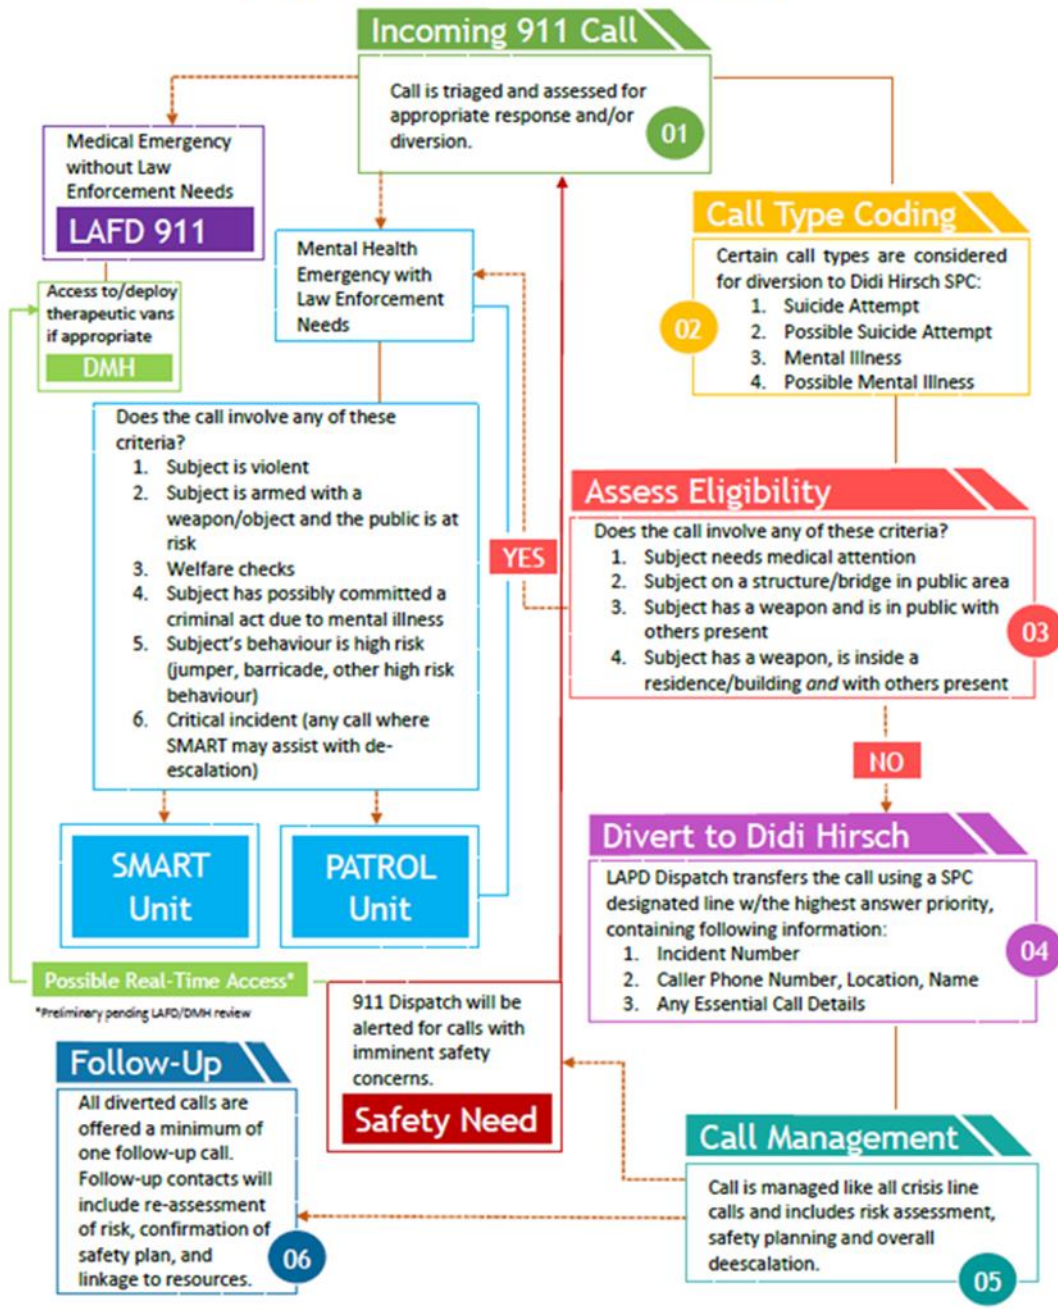 Incoming 911 Call
Call is triaged and assessed for
appropriate response and/or
diversion.
01
Medical Emergency
without Law
Enforcement Needs
LAFD 911
Access to/deploy
therapeutic vans
if appropriate
DMH
Mental Health
Emergency with
Law Enforcement
Needs
Call Type Coding
Certain call types are considered
for diversion to Didi Hirsch SPC:
1. Suicide Attempt
2. Possible Suicide Attempt
3. Mental Illness
4. Possible Mental Illness
02
Does the call involve any of these
criteria?
1. Subject is violent
2. Subject is armed with a
weapon/object and the public is at
risk
3. Welfare checks
4. Subject has possibly committed a
criminal act due to mental illness
5. Subject's behaviour is high risk
(jumper, barricade, other high risk
behaviour)
6. Critical incident (any call where
SMART may assist with de-
escalation)
YES
Assess Eligibility
Does the call involve any of these criteria?
1. Subject needs medical attention
2. Subject on a structure/bridge in public area
3. Subject has a weapon and is in public with
others present
4. Subject has a weapon, is inside a
residence/building and with others present
03
NO
SMART
Unit
PATROL
Unit
Divert to Didi Hirsch
LAPD Dispatch transfers the call using a SPC
designated line w/the highest answer priority,
containing following information:
1. Incident Number
2. Caller Phone Number, Location, Name
3. Any Essential Call Details
04
Possible Real-Time Access*
*Preliminary pending LAFD/DMH review
911 Dispatch will be
alerted for calls with
imminent safety
concerns.
Safety Need
Call Management
Call is managed like all crisis line
calls and includes risk assessment,
safety planning and overall
deescalation.
05
Follow-Up
All diverted calls are
offered a minimum of
one follow-up call.
Follow-up contacts will
include re-assessment
of risk, confirmation of
safety plan, and
linkage to resources.
06